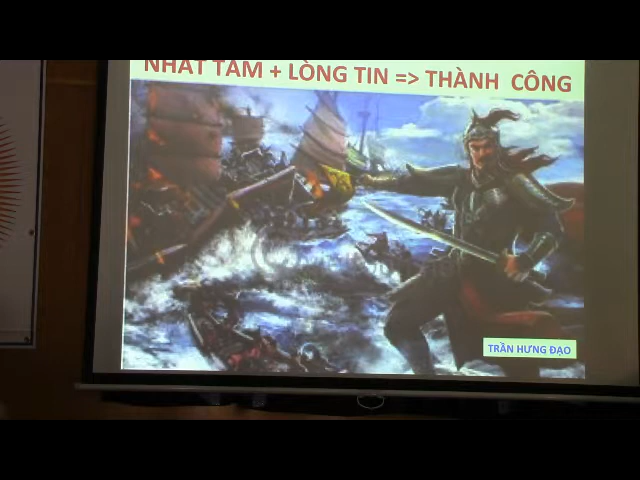 NHẤT TÂM + LÒNG TIN => THÀNH CÔNG
TRẦN HƯNG ĐẠO